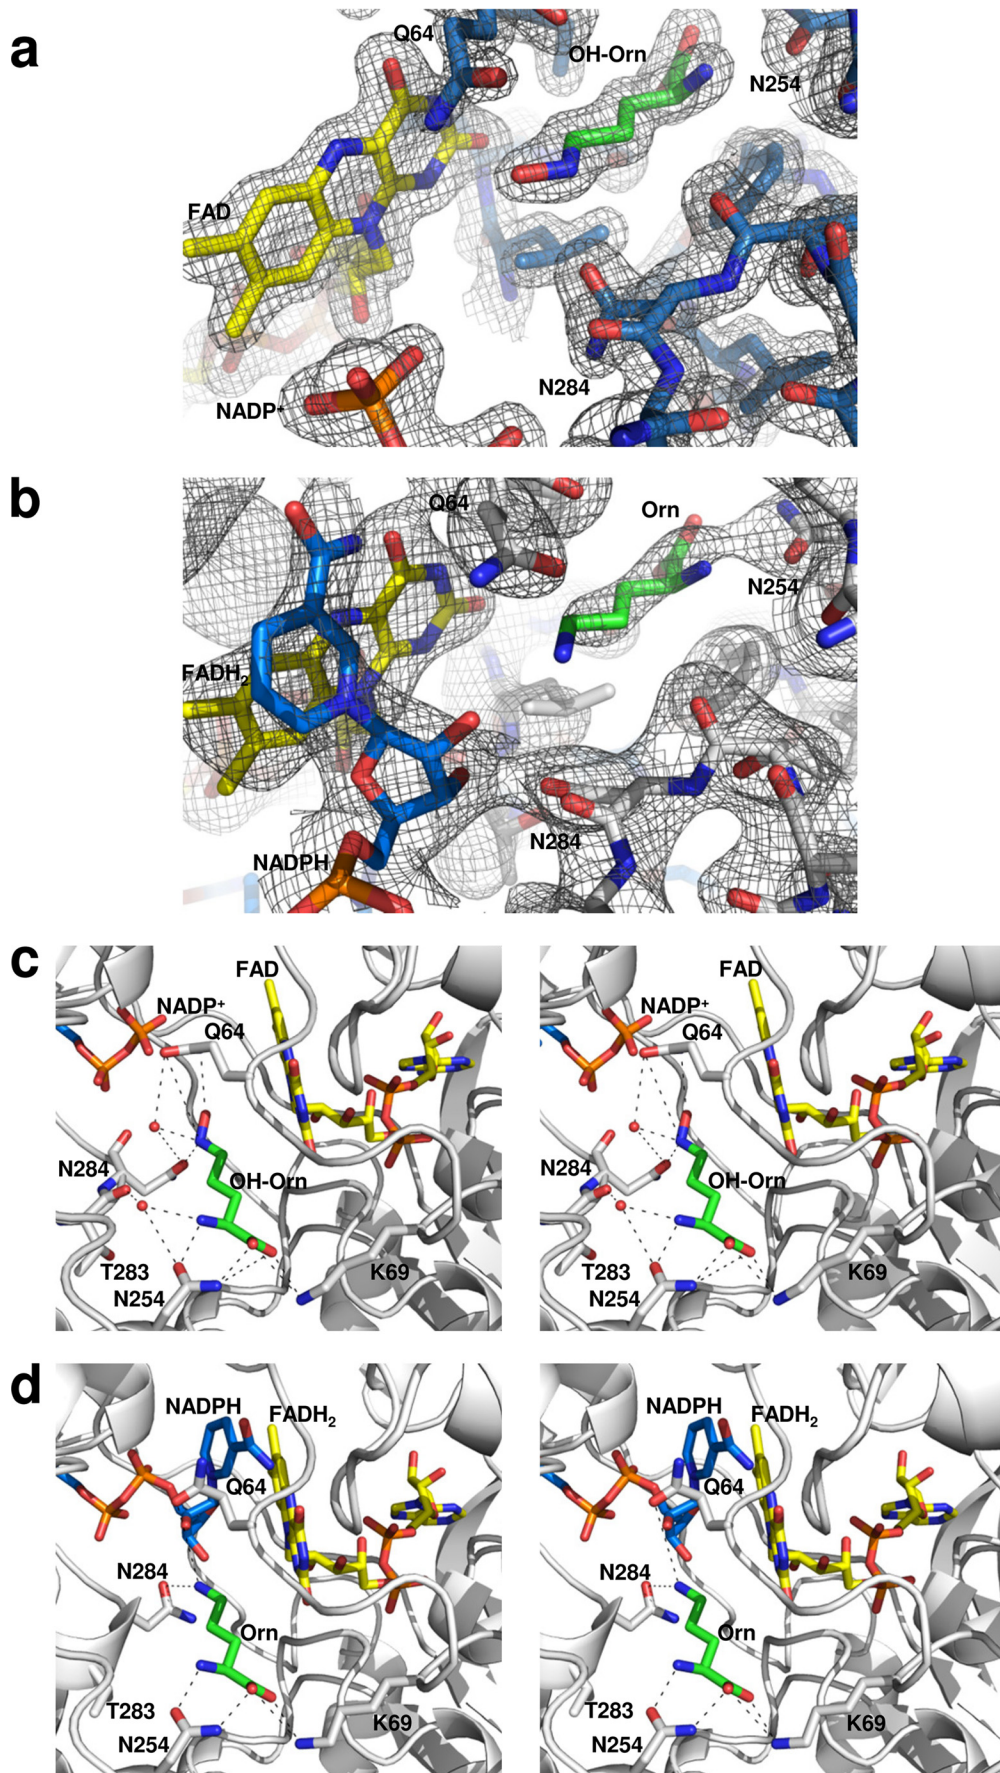 a
Q64
OH-Orn
N254
FAD
N284
NADP+
b
Q64
Orn
N254
FADH2
N284
NADPH
c
FAD
FAD
NADP+
NADP+
Q64
Q64
N284
N284
OH-Orn
OH-Orn
T283
K69
T283
K69
N254
N254
d
NADPH
FADH2
NADPH
FADH2
Q64
Q64
N284
N284
Orn
Orn
T283
K69
T283
K69
N254
N254